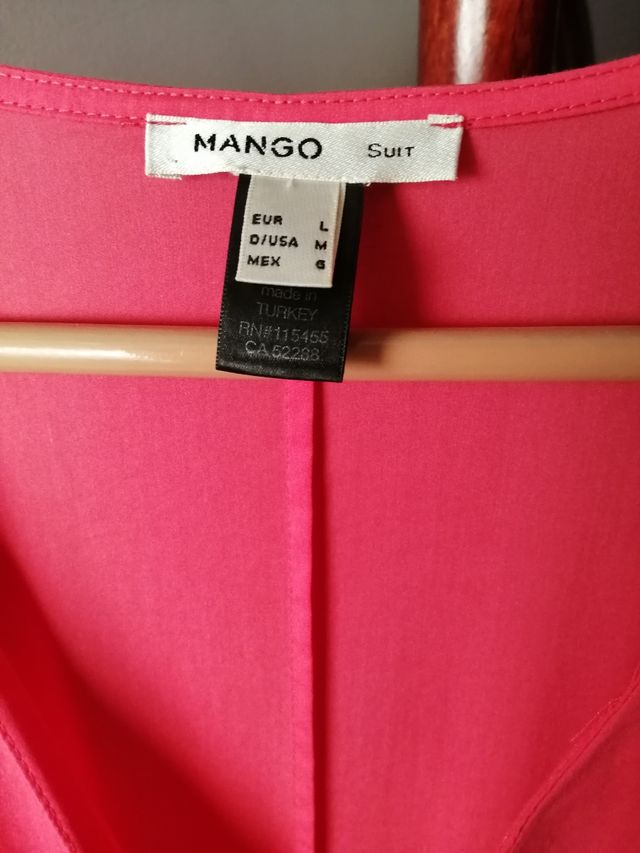 MANGO SUIT
EUR L
D/USA M
MEX G
made in
TURKEY
RN#115455
CA 52288